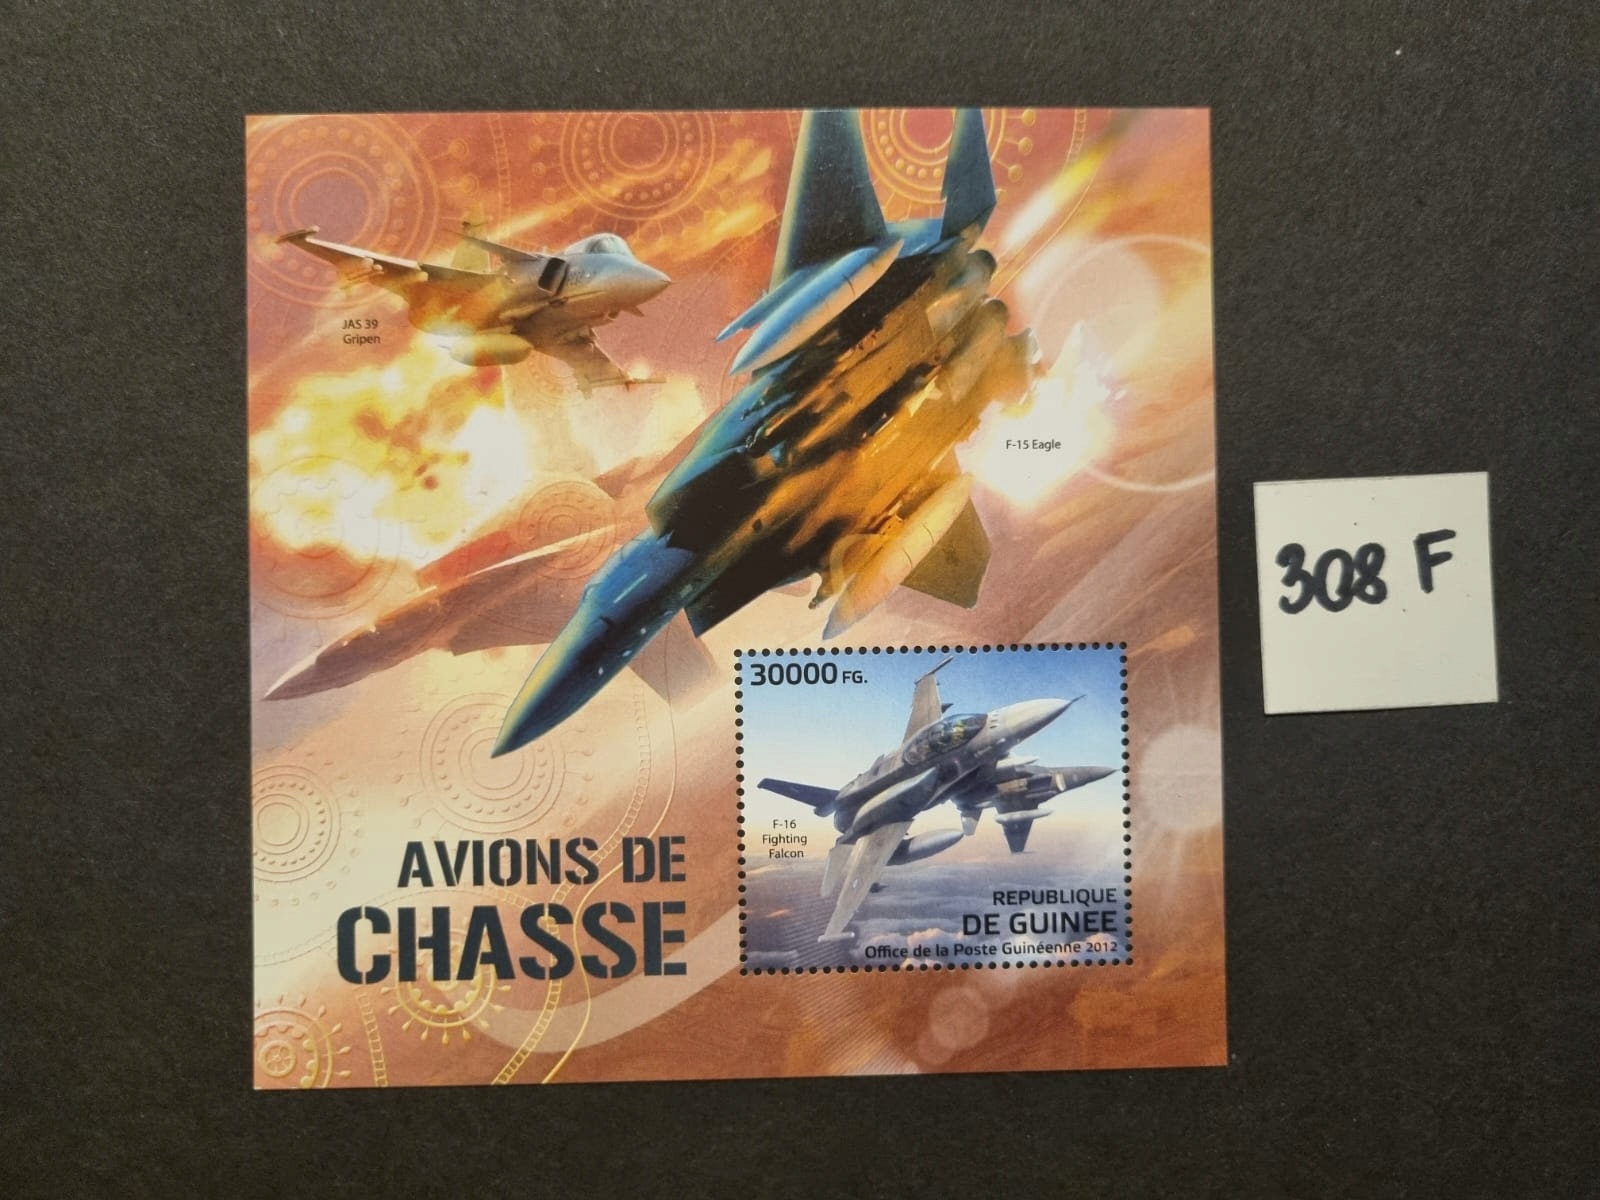 JAS 39
Gripen
F-15 Eagle
308 F
30000 FG.
F-16
Fighting
Falcon
AVIONS DE
CHASSE
REPUBLIQUE
DE GUINEE
Office de la Poste Guinéenne 2012